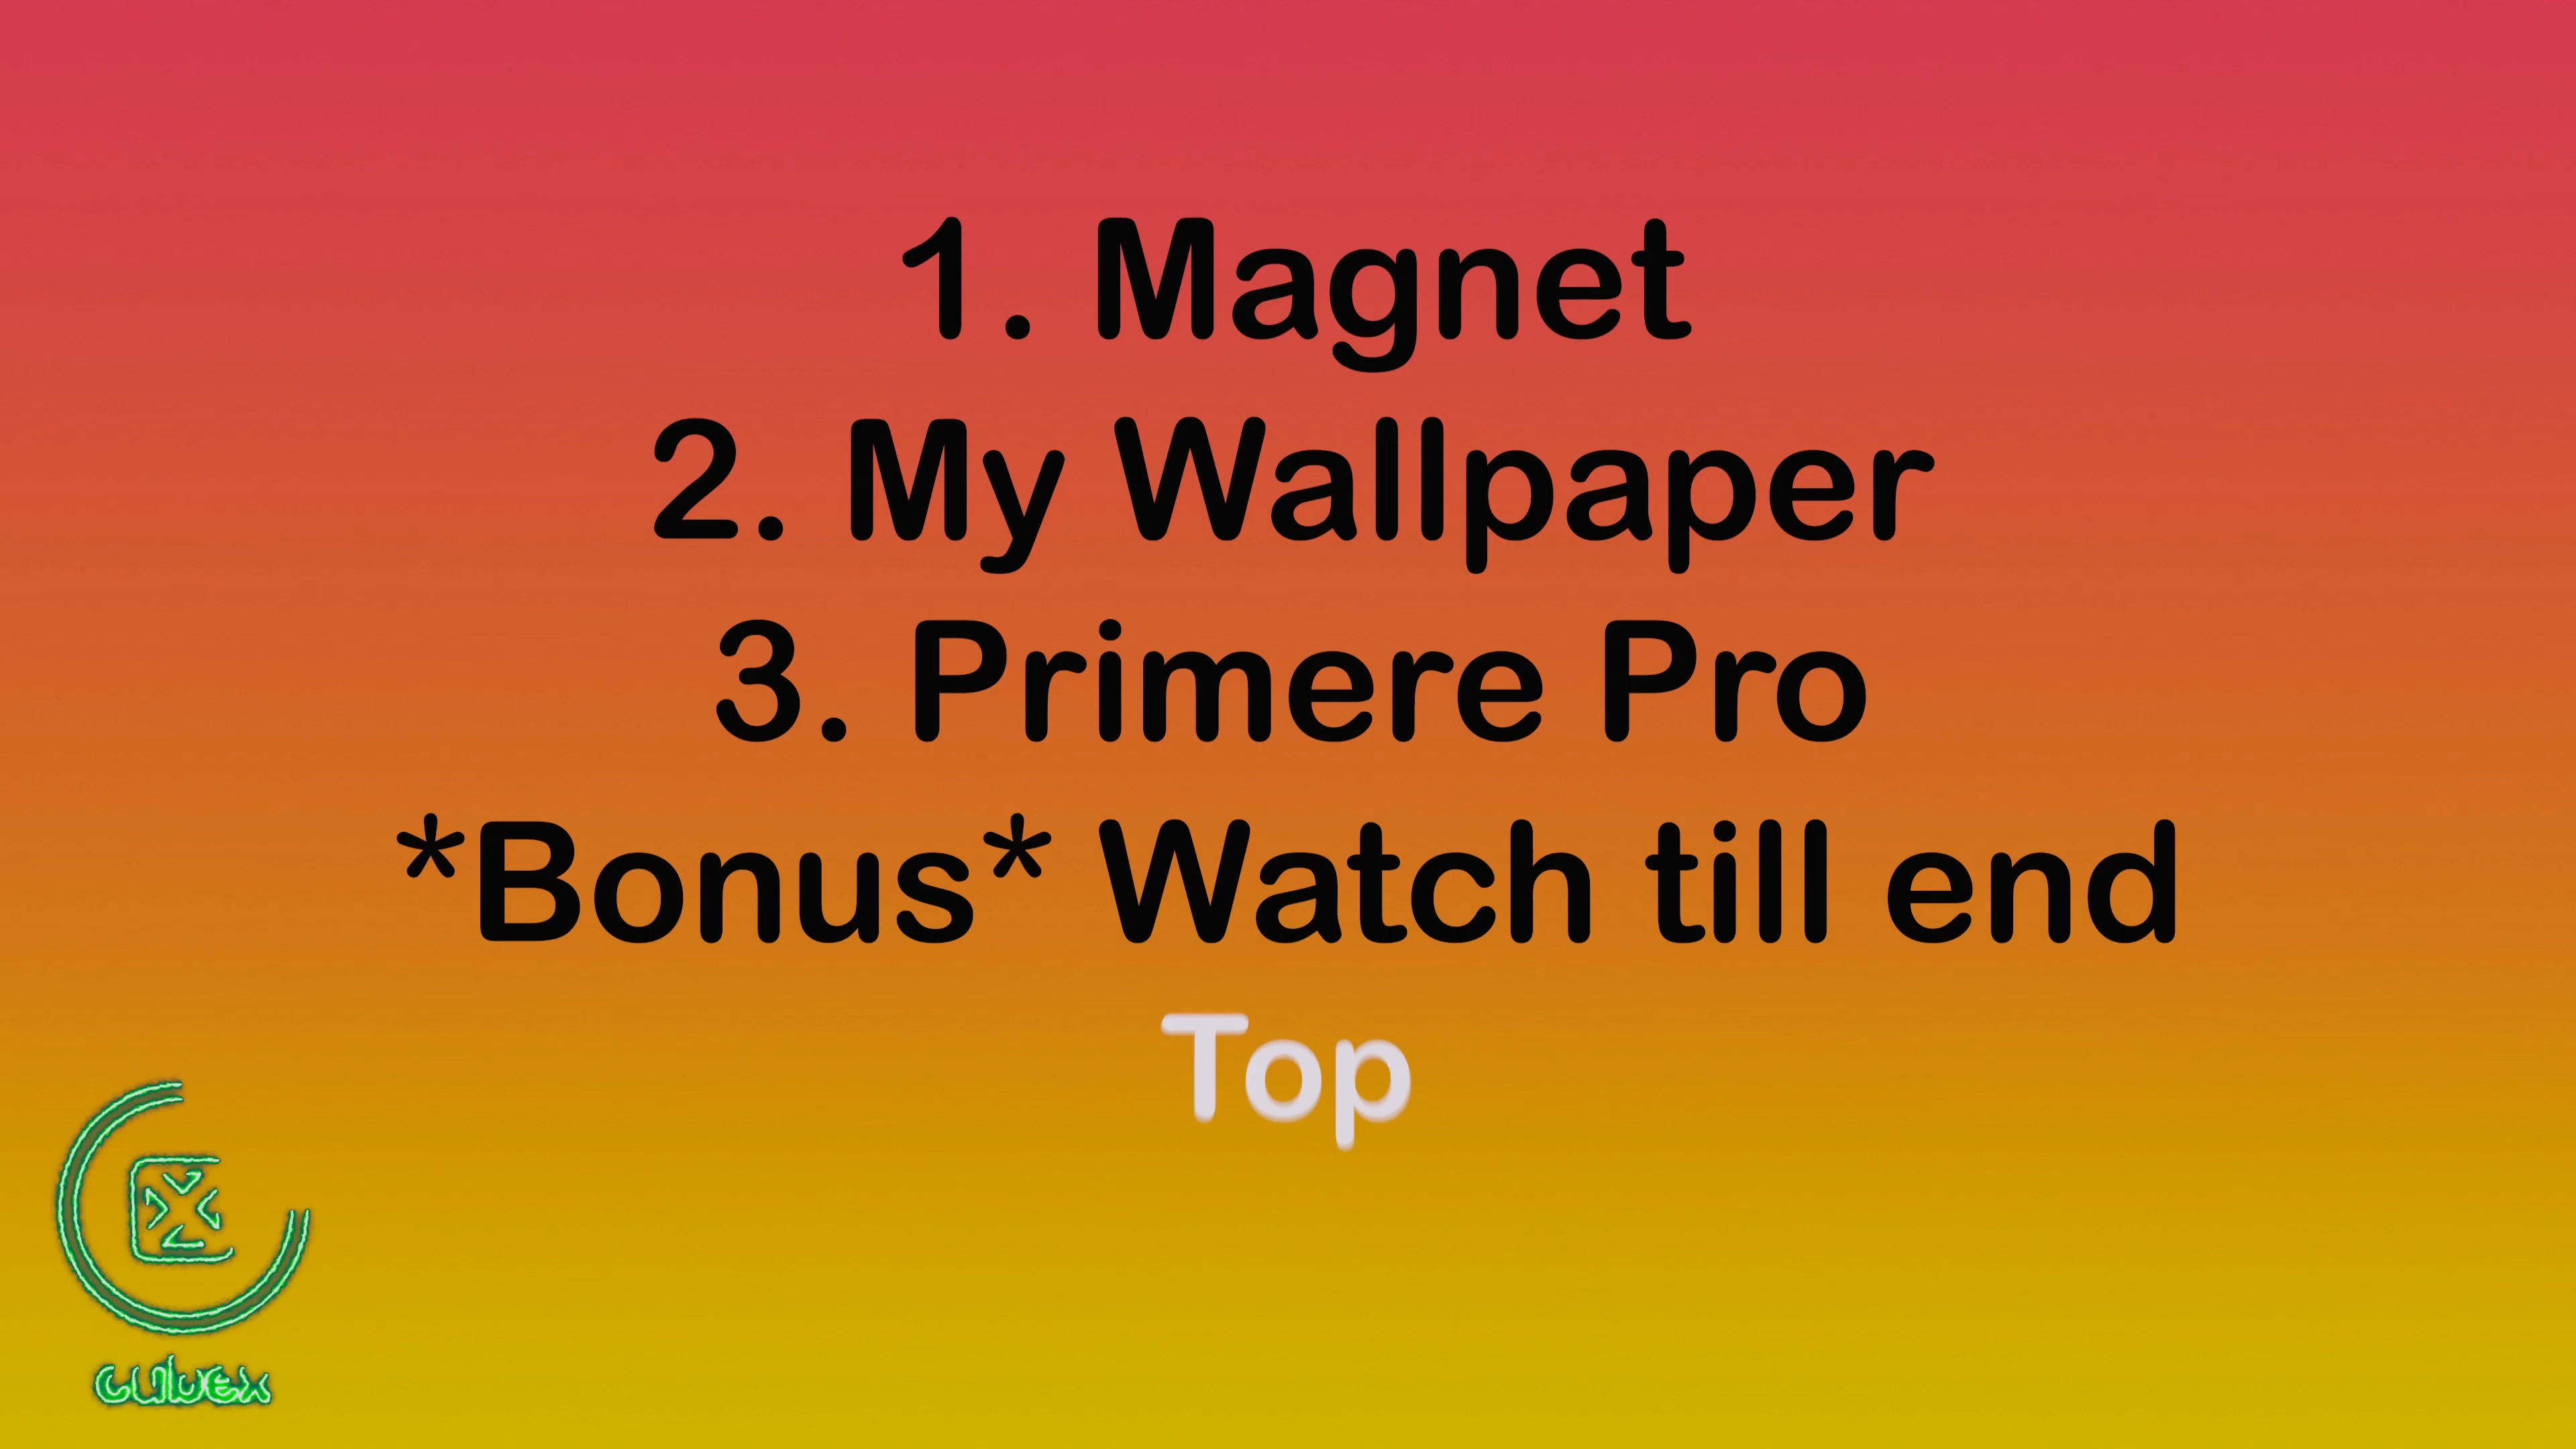 1. Magnet
2. My Wallpaper
3. Primere Pro
*Bonus* Watch till end
Top